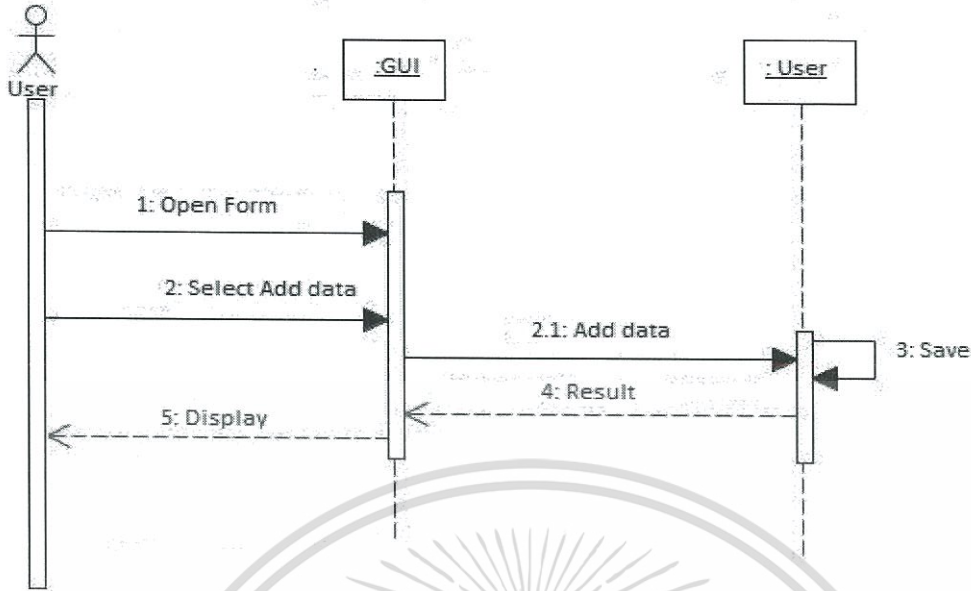 User
:GUI
: User
1: Open Form
2: Select Add data
2.1: Add data
3: Save
4: Result
5: Display